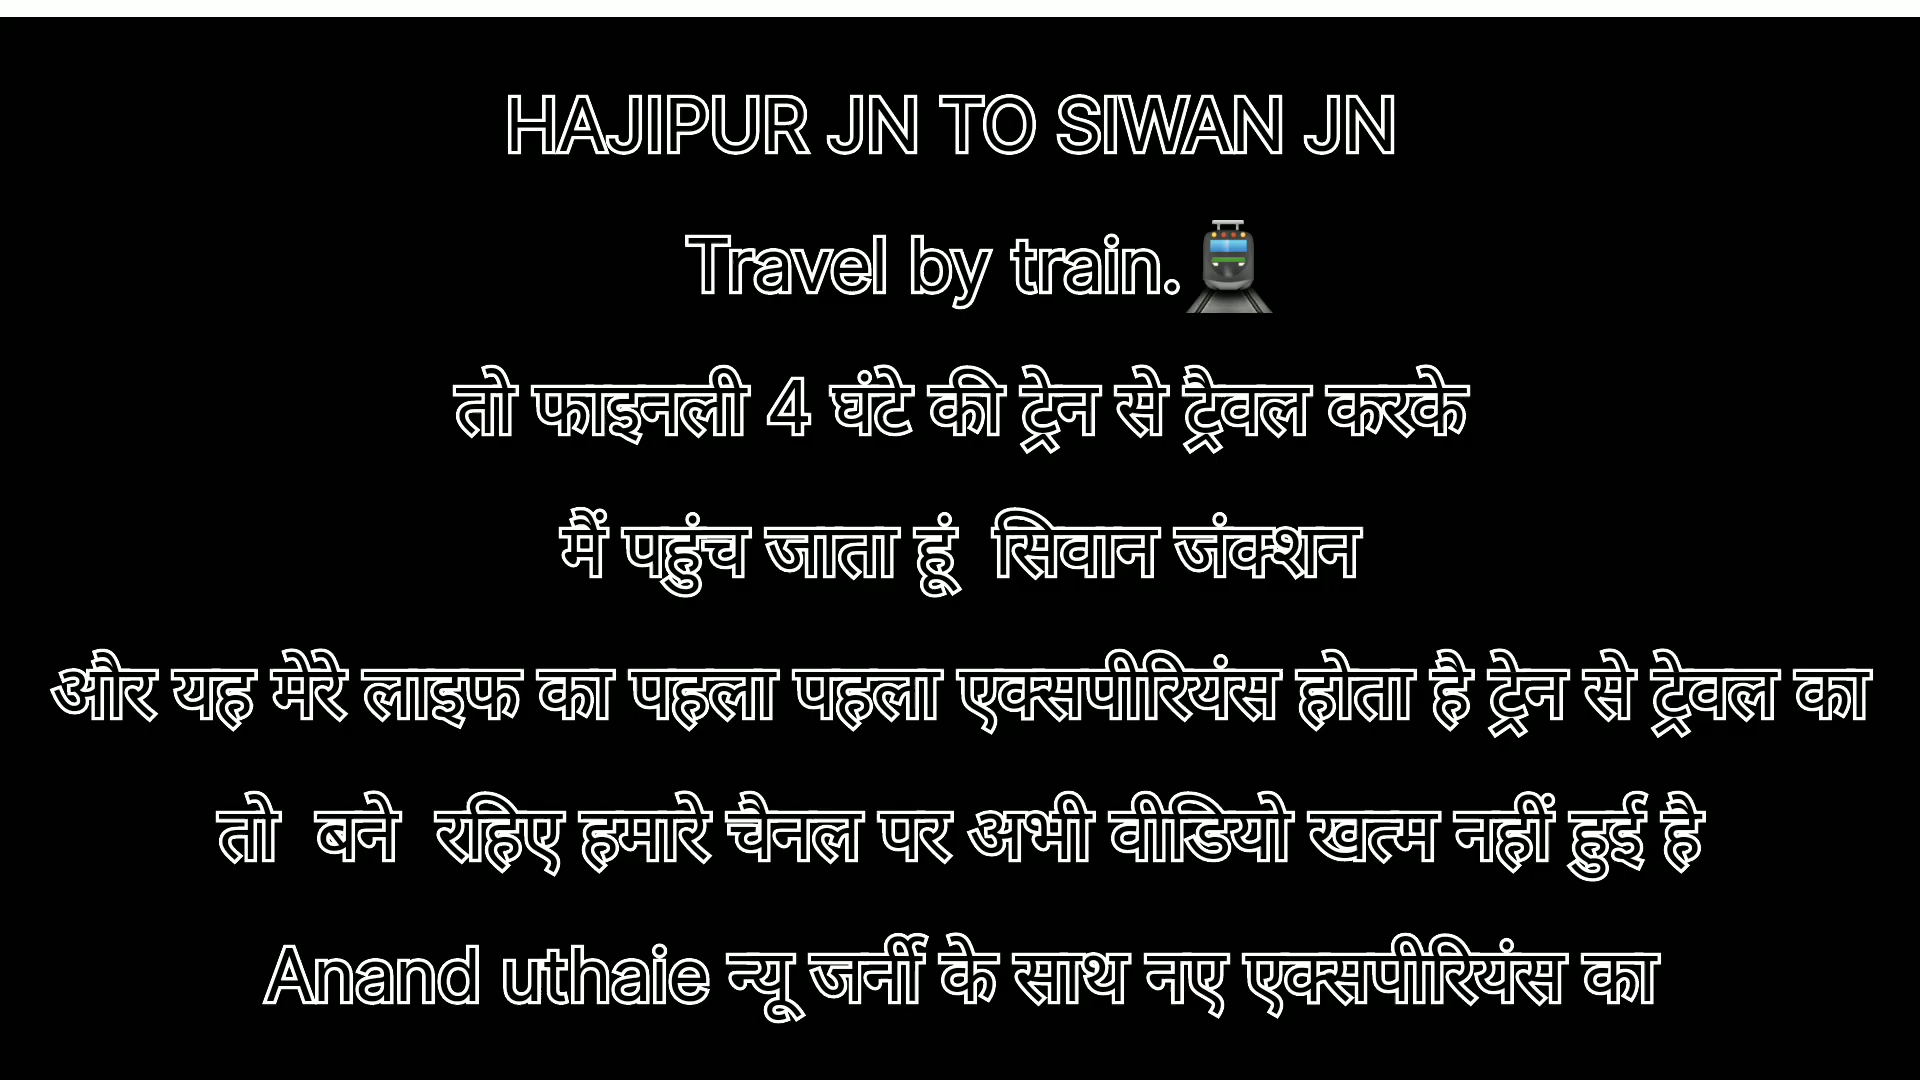 HAJIPUR JN TO SIWAN JN
Travel by train.🚊
तो फाइनली 4 घंटे की ट्रेन से ट्रैवल करके
मैं पहुंच जाता हूं  सिवान जंक्शन
और यह मेरे लाइफ का पहला पहला एक्सपीरियंस होता है ट्रेन से ट्रेवल का
तो  बने  रहिए हमारे चैनल पर अभी वीडियो खत्म नहीं हुई है
Anand uthaie न्यू जर्नी के साथ नए एक्सपीरियंस का